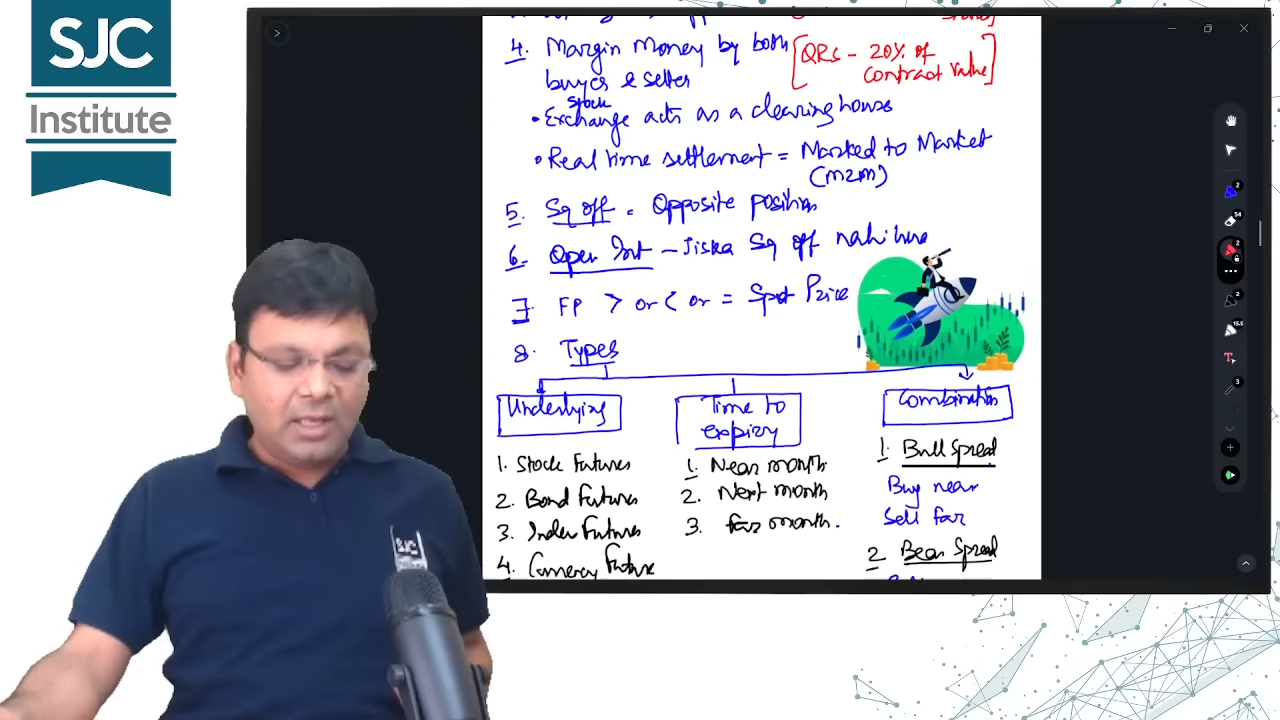 SJC
Institute
4. Margin Money by both [QRS - 20% of
buyer & seller contract value]
stock
• Exchange acts as a clearing house
• Real time settlement = Marked to Market
(M2M)
5. Sq off = Opposite position
6. Open Int - Jiska Sq off nahi hua
7. FP > or < or = Spot Price
8. Types
Underlying
1. Stock Futures
2. Bond Futures
3. Index Futures
4. Currency Future
Time to
expiry
1. Near month
2. Next month
3. far month.
Combination
1. Bull Spread
Buy near
Sell far
2 Bear Spread
SJC